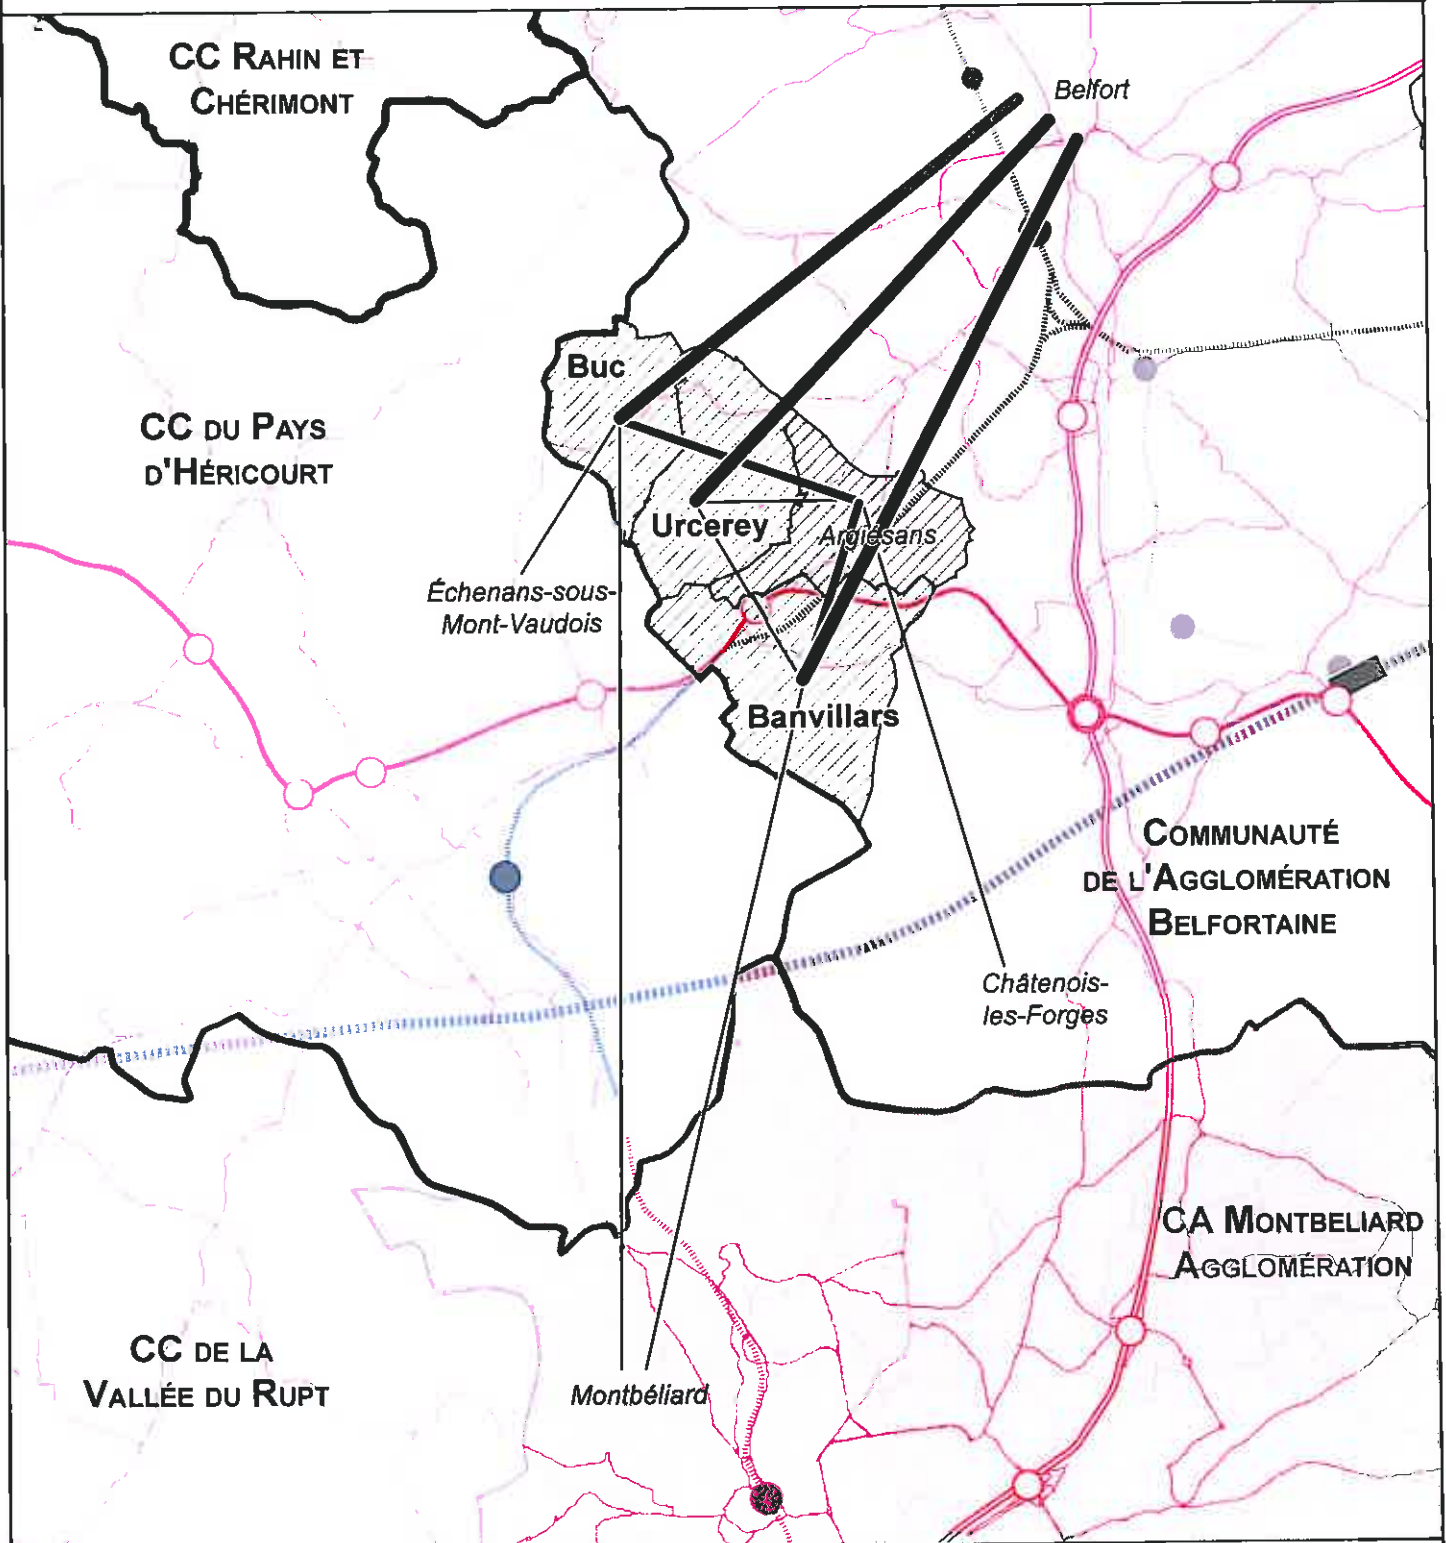 CC RAHIN ET
CHÉRIMONT
Belfort
Buc
CC DU PAYS
D'HÉRICOURT
Urcerey
Argiésans
Échenans-sous-
Mont-Vaudois
Banvillars
COMMUNAUTÉ
DE L'AGGLOMÉRATION
BELFORTAINE
Châtenois-
les-Forges
CA MONTBELIARD
AGGLOMÉRATION
CC DE LA
VALLÉE DU RUPT
Montbéliard